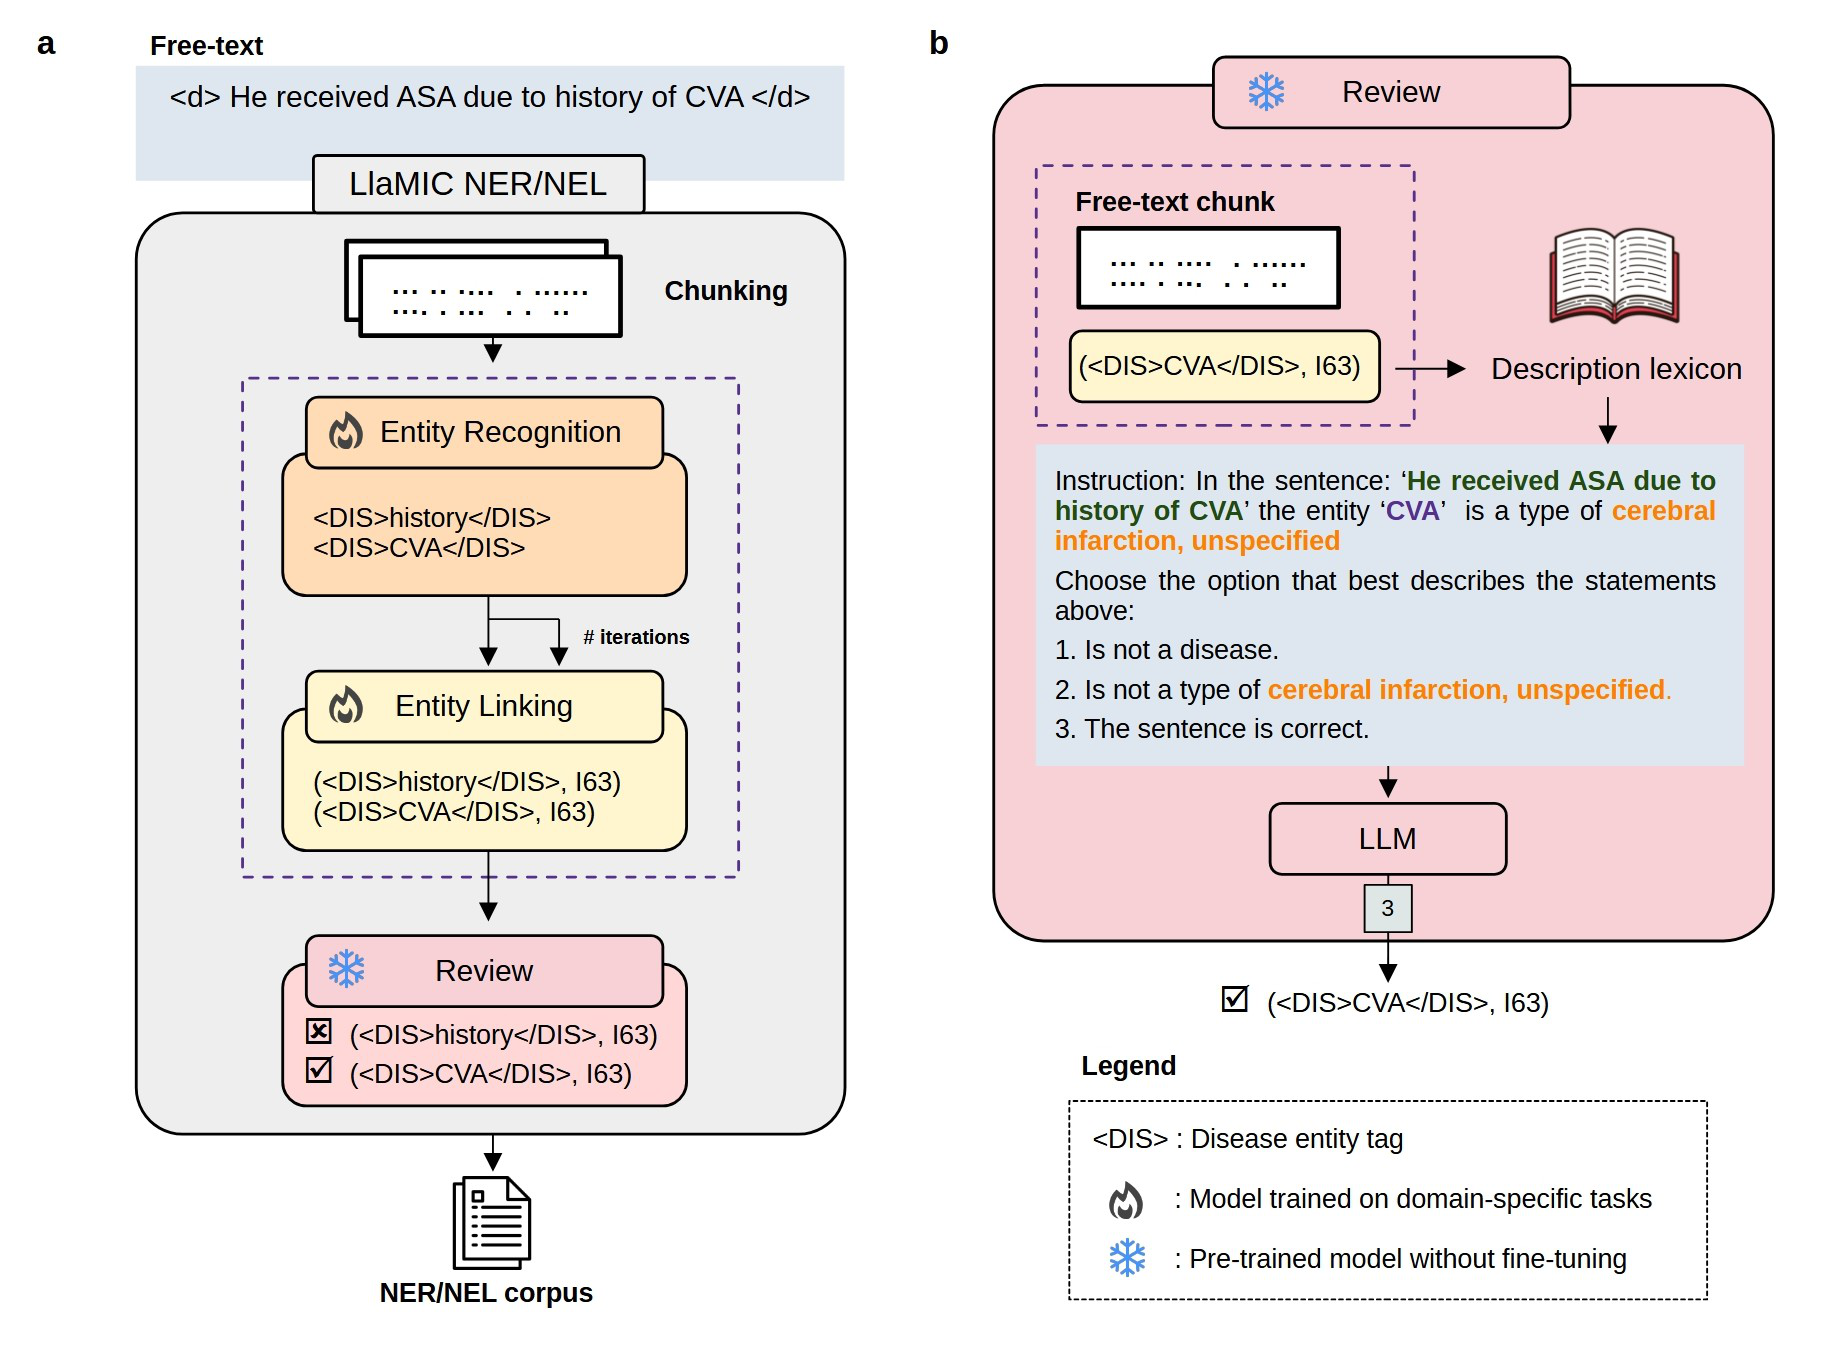 a
Free-text
<d> He received ASA due to history of CVA </d>
LlaMIC NER/NEL
Chunking
Entity Recognition
<DIS>history</DIS>
<DIS>CVA</DIS>
# iterations
Entity Linking
(<DIS>history</DIS>, I63)
(<DIS>CVA</DIS>, I63)
Review
(<DIS>history</DIS>, I63)
(<DIS>CVA</DIS>, I63)
NER/NEL corpus
b
Review
Free-text chunk
(<DIS>CVA</DIS>, I63)
Description lexicon
Instruction: In the sentence: ‘He received ASA due to
history of CVA’ the entity ‘CVA’ is a type of cerebral
infarction, unspecified
Choose the option that best describes the statements
above:
1. Is not a disease.
2. Is not a type of cerebral infarction, unspecified.
3. The sentence is correct.
LLM
3
(<DIS>CVA</DIS>, I63)
Legend
<DIS> : Disease entity tag
: Model trained on domain-specific tasks
: Pre-trained model without fine-tuning